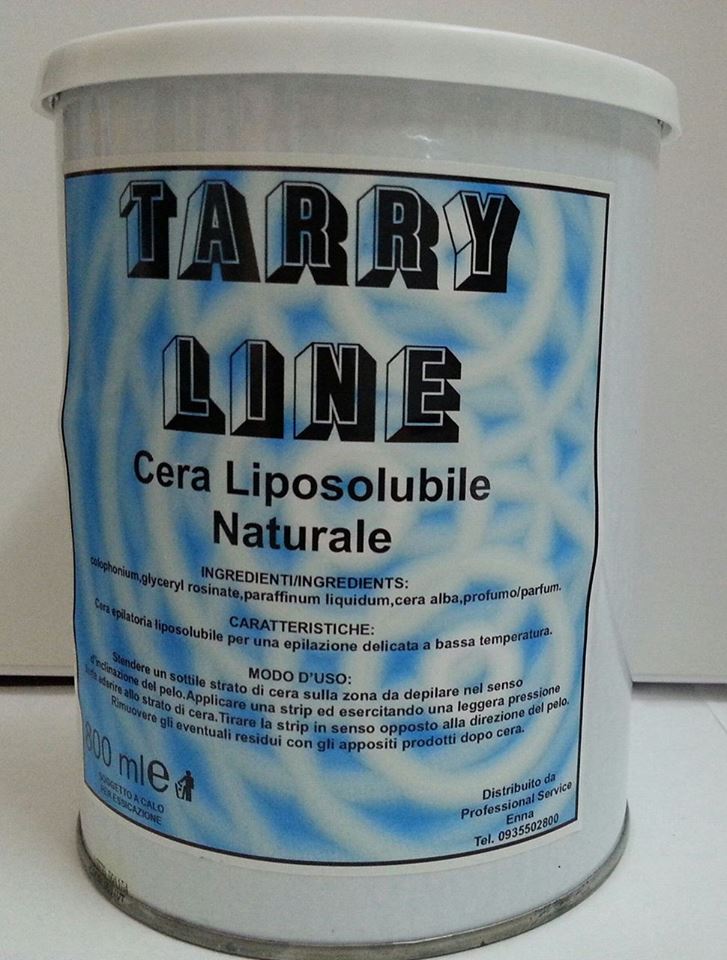 TARRY
LINE
Cera Liposolubile
Naturale
INGREDIENTI/INGREDIENTS:
colophonium,glyceryl rosinate,paraffinum liquidum,cera alba,profumo/parfum.
CARATTERISTICHE:
Cera epilatoria liposolubile per una epilazione delicata a bassa temperatura.
MODO D'USO:
Stendere un sottile strato di cera sulla zona da depilare nel senso
d'inclinazione del pelo.Applicare una strip ed esercitando una leggera pressione
aderire allo strato di cera.Tirare la strip in senso opposto alla direzione del pelo.
Rimuovere gli eventuali residui con gli appositi prodotti dopo cera.
800 ml e
SOGGETTO A CALO
PER ESSICAZIONE
Distribuito da
Professional Service
Enna
Tel. 0935502800